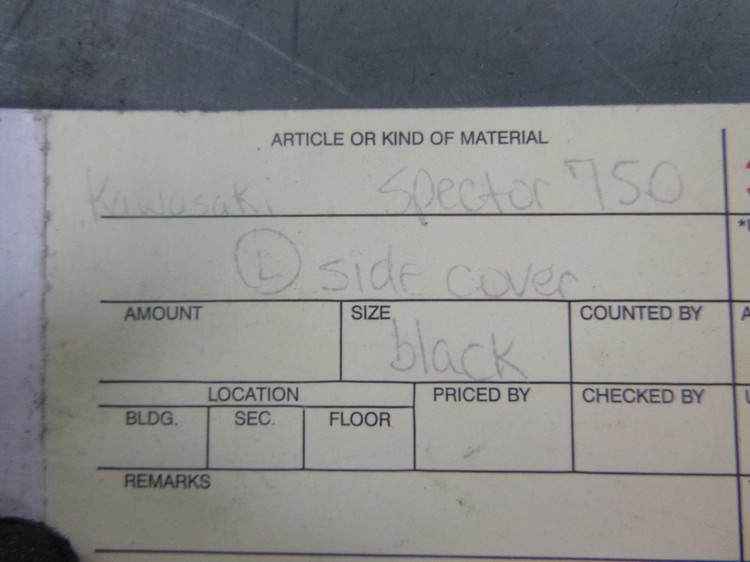 ARTICLE OR KIND OF MATERIAL
Kawasaki Spector 750
L side cover
AMOUNT SIZE COUNTED BY
black
LOCATION PRICED BY CHECKED BY
BLDG. SEC. FLOOR
REMARKS